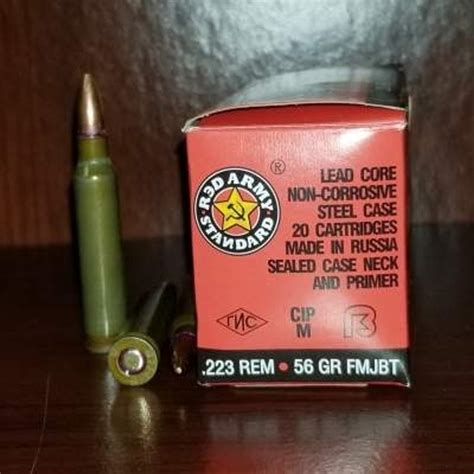 R3D ARMY
STANDARD
®
LEAD CORE
NON-CORROSIVE
STEEL CASE
20 CARTRIDGES
MADE IN RUSSIA
SEALED CASE NECK
AND PRIMER
ГИС
CIP
M
.223 REM • 56 GR FMJBT